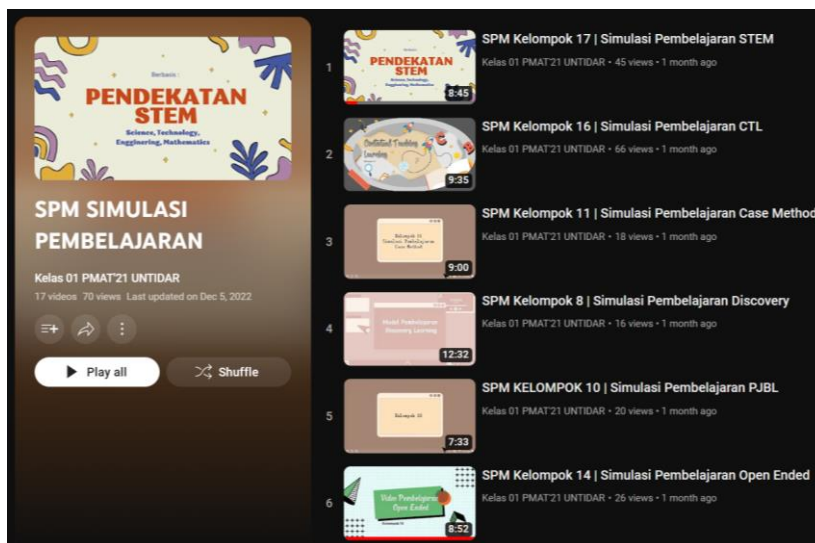 Berbasis :
PENDEKATAN
STEM
Science, Technology,
Engginering, Mathematics
SPM SIMULASI
PEMBELAJARAN
Kelas 01 PMAT'21 UNTIDAR
17 videos 70 views Last updated on Dec 5, 2022
Play all
Shuffle
1
PENDEKATAN
STEM
8:45
SPM Kelompok 17 | Simulasi Pembelajaran STEM
Kelas 01 PMAT'21 UNTIDAR • 45 views • 1 month ago
2
Learning
9:35
SPM Kelompok 16 | Simulasi Pembelajaran CTL
Kelas 01 PMAT'21 UNTIDAR • 66 views • 1 month ago
3
Kelompok 11
Simulasi Pembelajaran
Case Method
9:00
SPM Kelompok 11 | Simulasi Pembelajaran Case Method
Kelas 01 PMAT'21 UNTIDAR • 18 views • 1 month ago
4
Model Pembelajaran
Discovery Learning
12:32
SPM Kelompok 8 | Simulasi Pembelajaran Discovery
Kelas 01 PMAT'21 UNTIDAR • 16 views • 1 month ago
5
Kelompok 10
7:33
SPM KELOMPOK 10 | Simulasi Pembelajaran PJBL
Kelas 01 PMAT'21 UNTIDAR • 20 views • 1 month ago
6
Video Pembelajaran
Open Ended
8:52
SPM Kelompok 14 | Simulasi Pembelajaran Open Ended
Kelas 01 PMAT'21 UNTIDAR • 26 views • 1 month ago